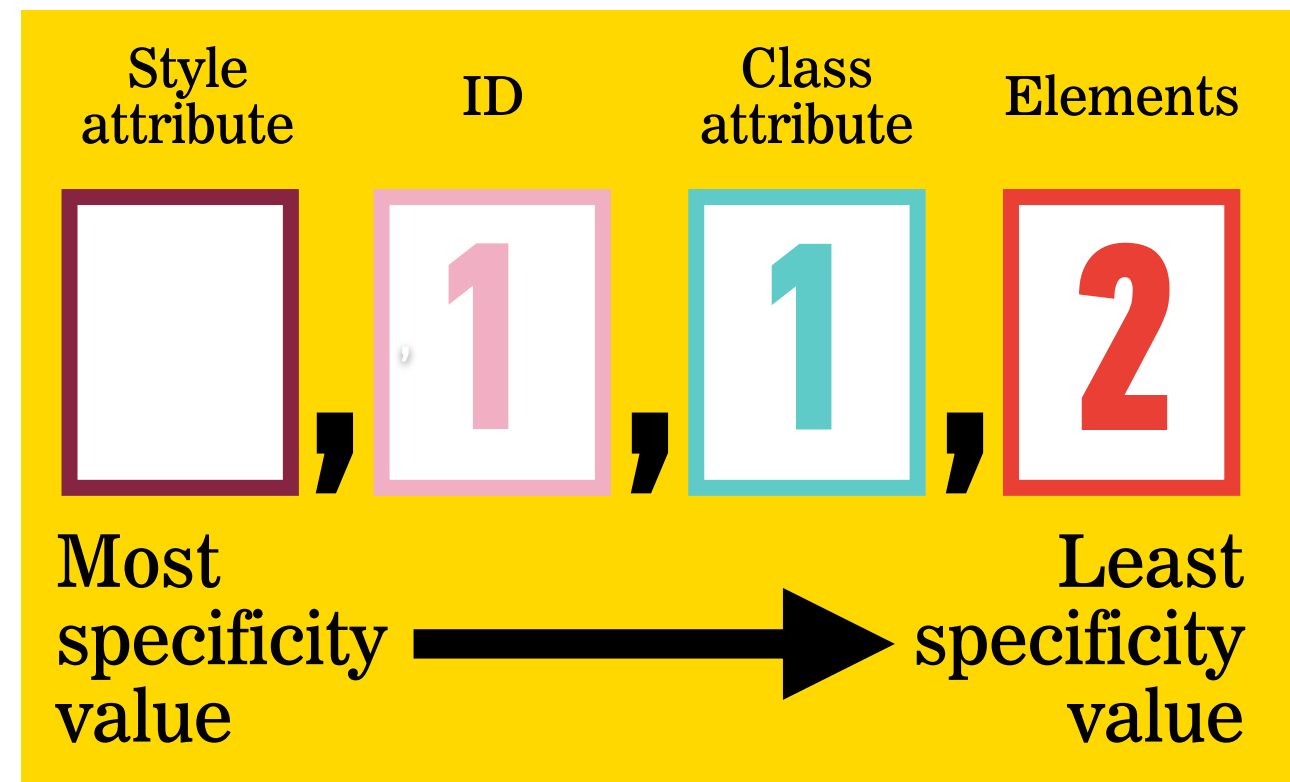 Style
attribute
ID
Class
attribute
Elements
, 1 , 1 , 2
,
Most
specificity
value
Least
specificity
value